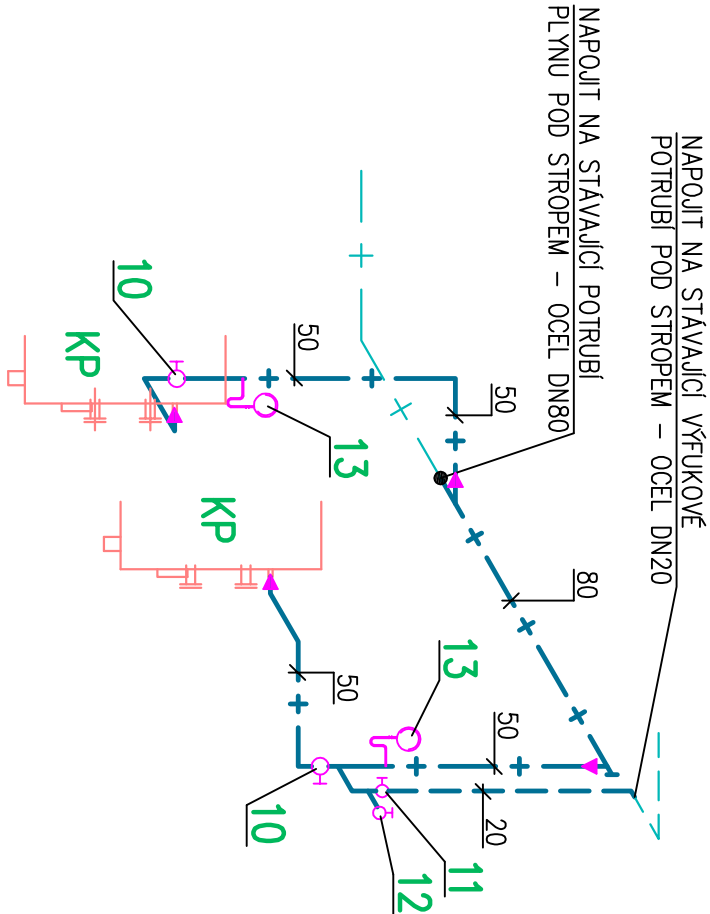 NAPOJIT NA STÁVAJÍCÍ VÝFUKOVÉ
POTRUBÍ POD STROPEM - OCEL DN20
NAPOJIT NA STÁVAJÍCÍ POTRUBÍ
PLYNU POD STROPEM - OCEL DN80
50
50
80
50
50
20
10
13
KP
KP
13
10
11
12